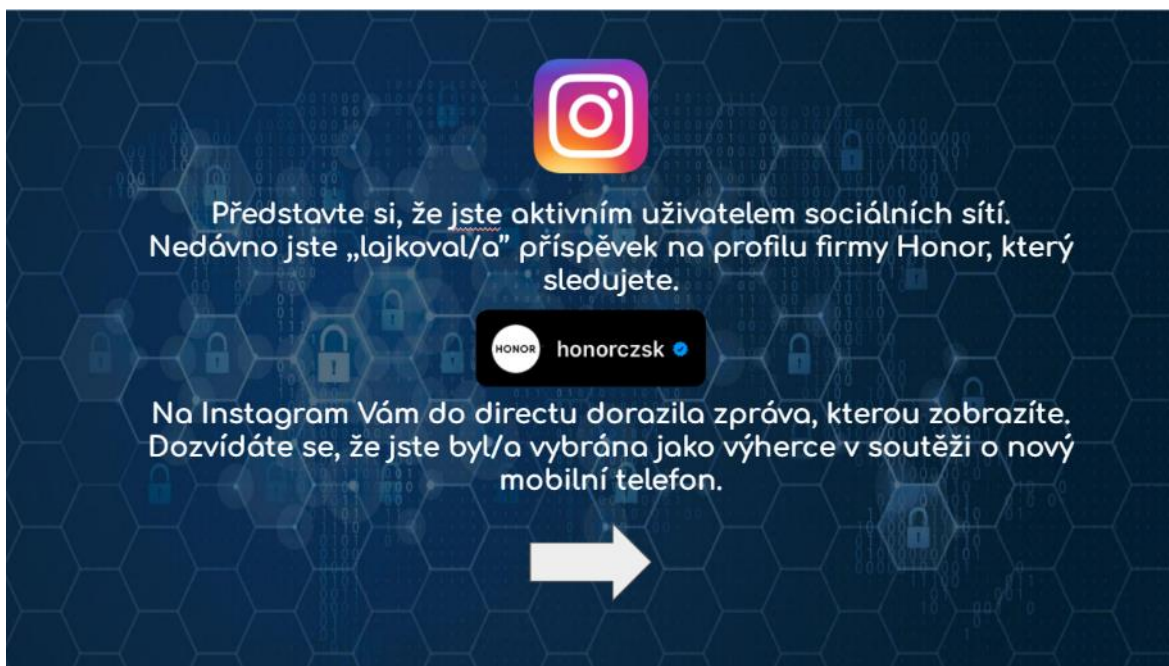 Představte si, že jste aktivním uživatelem sociálních sítí.
Nedávno jste „lajkoval/a” příspěvek na profilu firmy Honor, který
sledujete.
HONOR honorczsk
Na Instagram Vám do directu dorazila zpráva, kterou zobrazíte.
Dozvídáte se, že jste byl/a vybrána jako výherce v soutěži o nový
mobilní telefon.